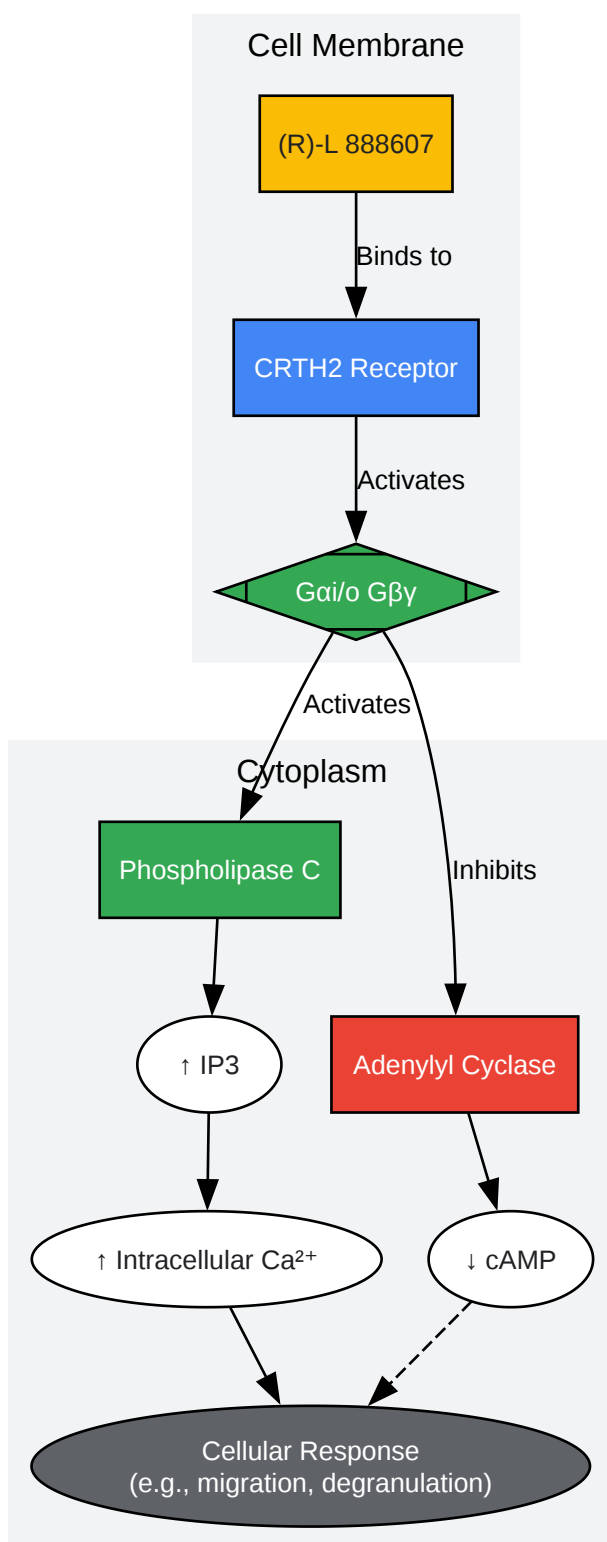 Cell Membrane
(R)-L 888607
Binds to
CRTH2 Receptor
Activates
Gαi/o Gβγ
Activates
Cytoplasm
Phospholipase C
Inhibits
↑ IP3
Adenylyl Cyclase
↑ Intracellular Ca²⁺
↓ cAMP
Cellular Response
(e.g., migration, degranulation)